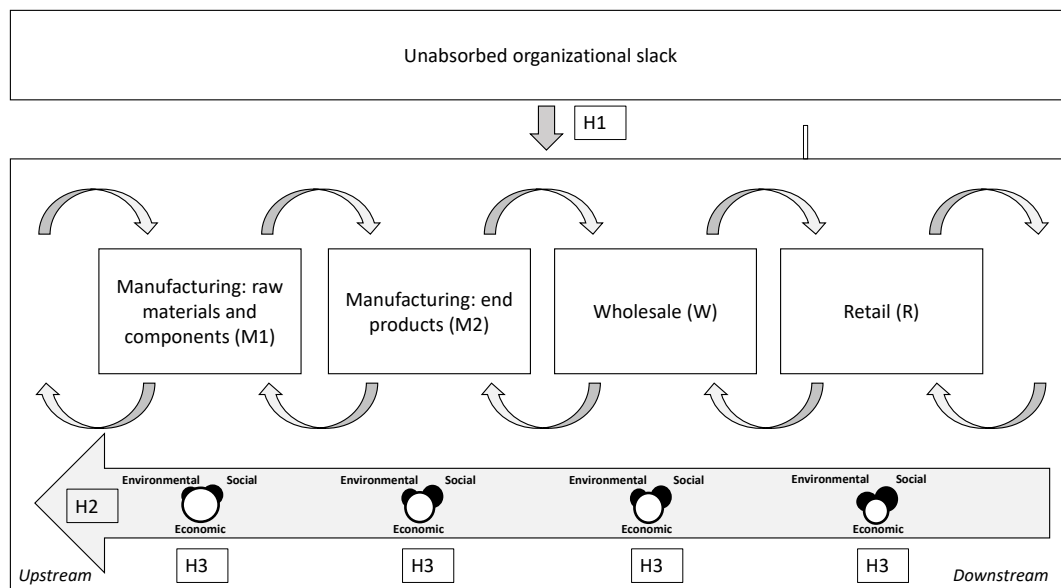 Unabsorbed organizational slack
H1
Manufacturing: raw
materials and
components (M1)
Manufacturing: end
products (M2)
Wholesale (W)
Retail (R)
H2
Environmental Social
Economic
Environmental Social
Economic
Environmental Social
Economic
Environmental Social
Economic
H3
H3
H3
H3
Upstream
Downstream